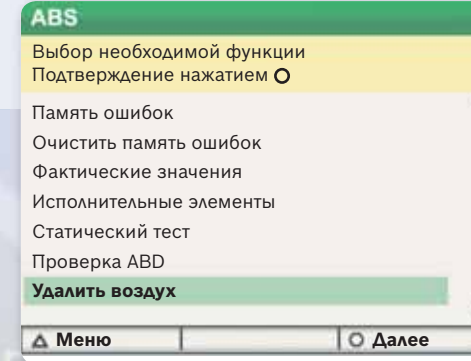 ABS
Выбор необходимой функции
Подтверждение нажатием O
Память ошибок
Очистить память ошибок
Фактические значения
Исполнительные элементы
Статический тест
Проверка ABD
Удалить воздух
△ Меню
O Далее